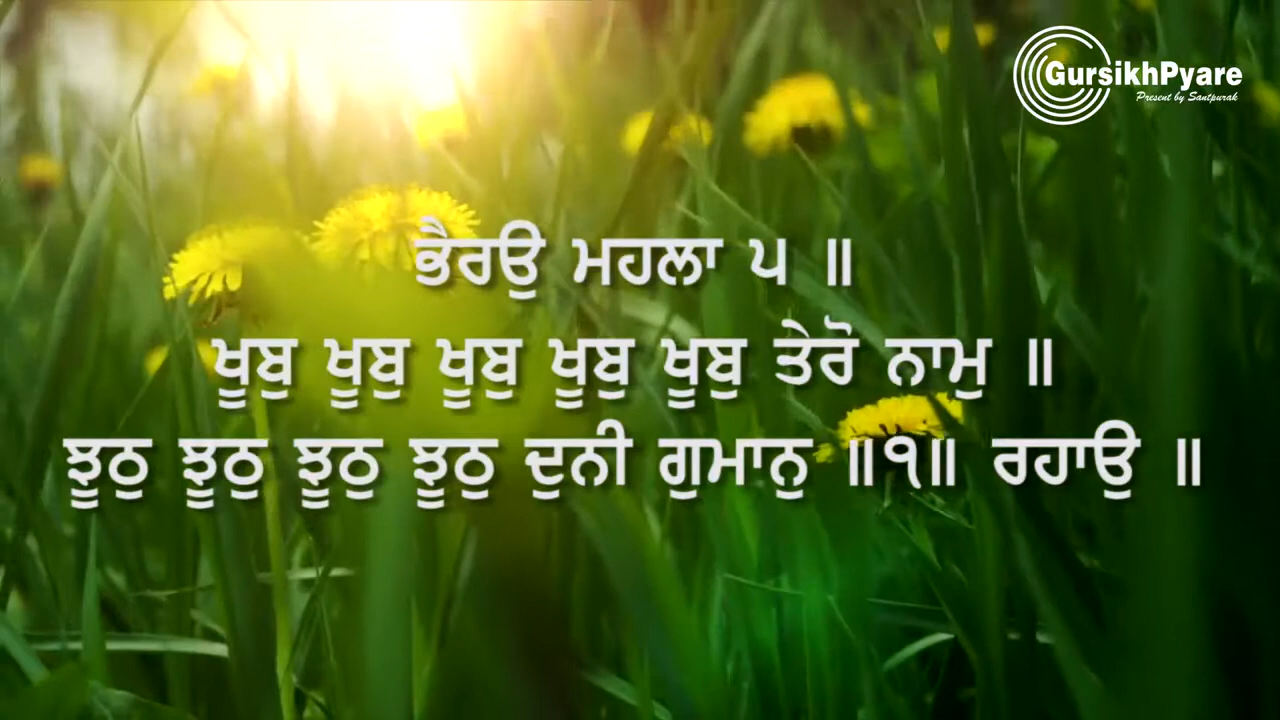 GursikhPyare
Present by Santpurak
ਭੈਰਉ ਮਹਲਾ ੫ ॥
ਖੂਬੁ ਖੂਬੁ ਖੂਬੁ ਖੂਬੁ ਖੂਬੁ ਤੇਰੋ ਨਾਮੁ ॥
ਝੂਠੁ ਝੂਠੁ ਝੂਠੁ ਝੂਠੁ ਦੁਨੀ ਗੁਮਾਨੁ ॥੧॥ ਰਹਾਉ ॥